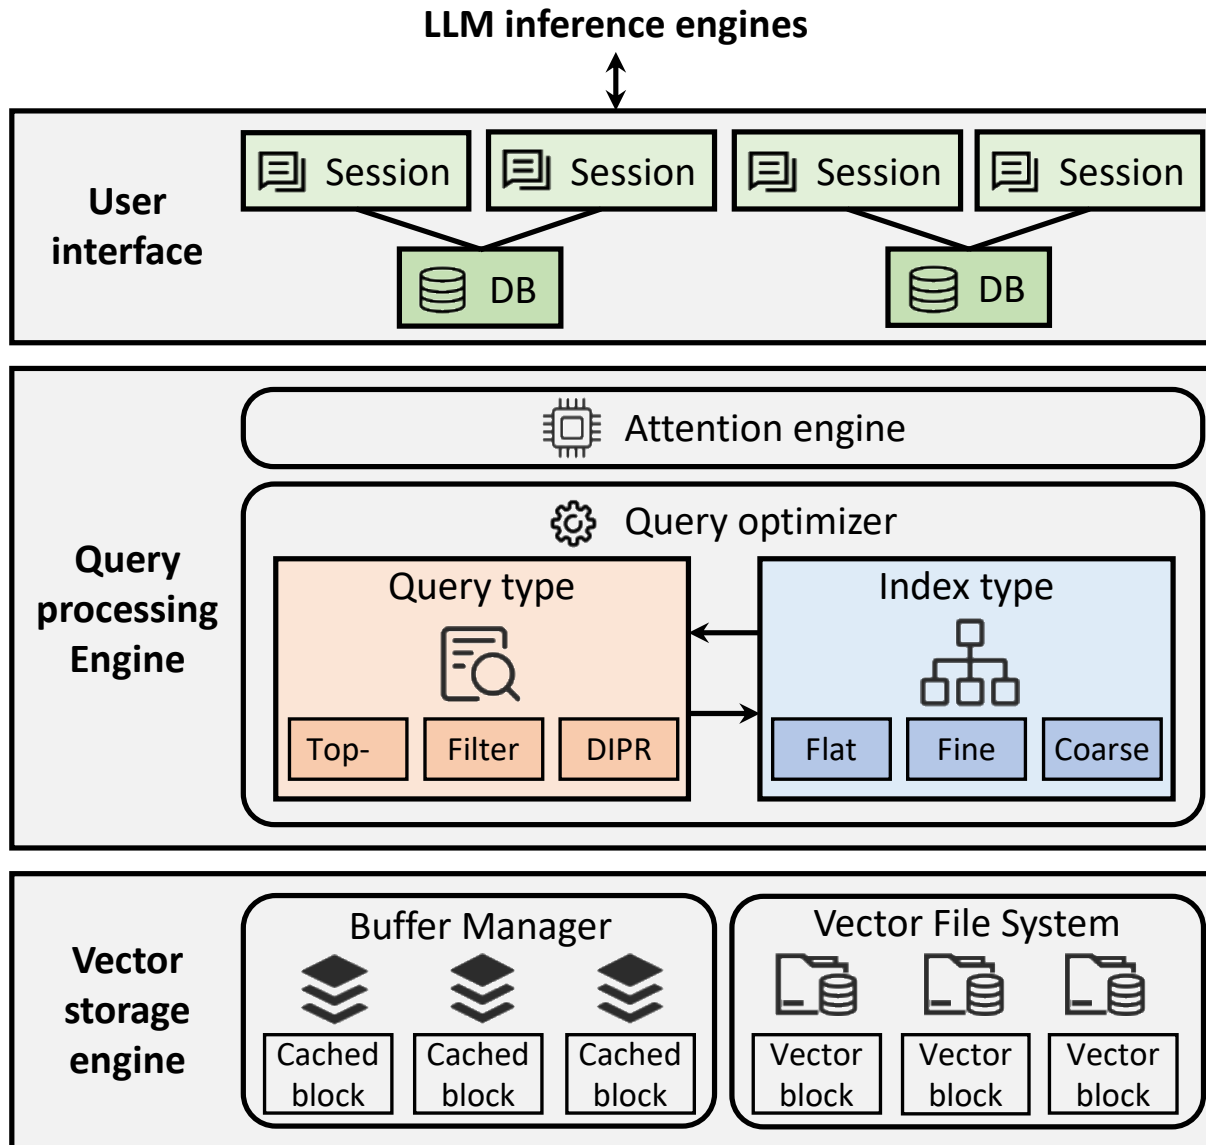 LLM inference engines
User
interface
Session
Session
Session
Session
DB
DB
Query
processing
Engine
Attention engine
Query optimizer
Query type
Index type
Top-
Filter
DIPR
Flat
Fine
Coarse
Vector
storage
engine
Buffer Manager
Cached
block
Cached
block
Cached
block
Vector File System
Vector
block
Vector
block
Vector
block